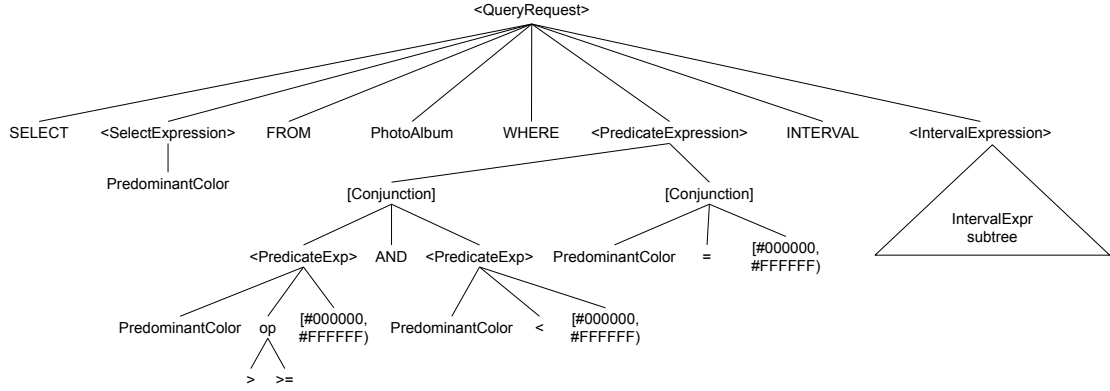 <QueryRequest>
SELECT <SelectExpression> FROM PhotoAlbum WHERE <PredicateExpression> INTERVAL <IntervalExpression>
PredominantColor
[Conjunction] [Conjunction]
IntervalExpr
subtree
<PredicateExp> AND <PredicateExp> PredominantColor = [#000000,
#FFFFFF)
PredominantColor op [#000000,
#FFFFFF) PredominantColor < [#000000,
#FFFFFF)
> >=